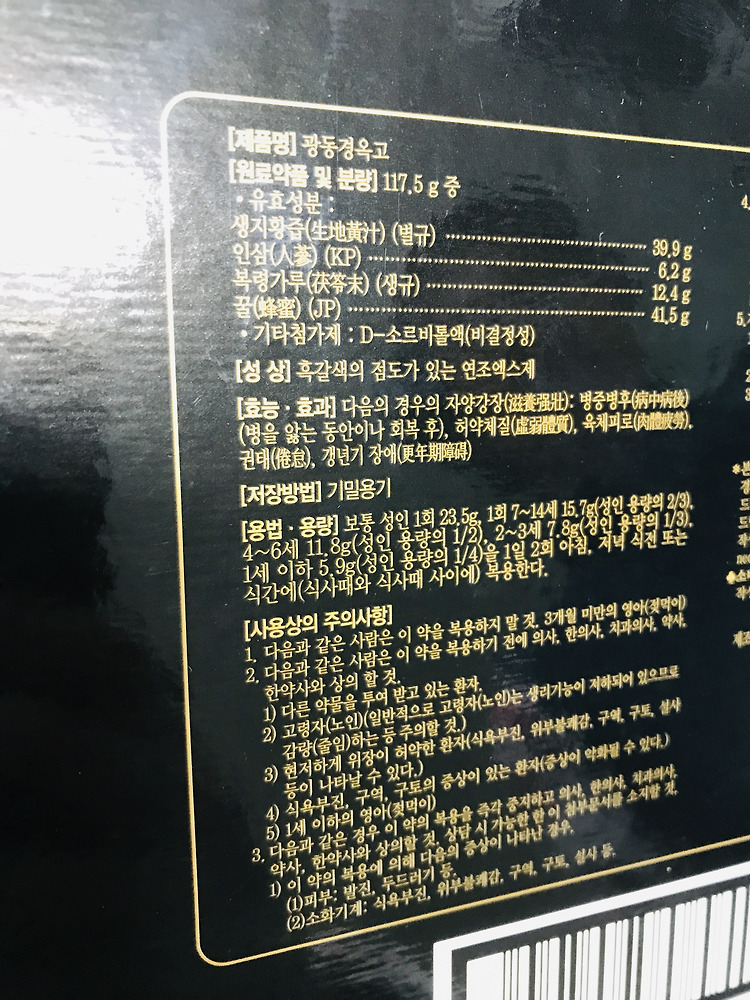 [제품명] 광동경옥고
[원료약품 및 분량] 117.5 g 중
• 유효성분 :
생지황즙(生地黃汁) (별규) 39.9 g
인삼(人蔘) (KP) 6.2 g
복령가루(茯笭末) (생규) 12.4 g
꿀(蜂蜜) (JP) 41.5 g
• 기타첨가제 : D-소르비톨액(비결정성)
[성 상] 흑갈색의 점도가 있는 연조엑스제
[효능 · 효과] 다음의 경우의 자양강장(滋養强壯): 병중병후(病中病後)
(병을 앓는 동안이나 회복 후), 허약체질(虛弱體質), 육체피로(肉體疲勞),
권태(倦怠), 갱년기 장애(更年期障碍)
[저장방법] 기밀용기
[용법 · 용량] 보통 성인 1회 23.5g, 1회 7~14세 15.7g(성인 용량의 2/3),
4~6세 11.8g(성인 용량의 1/2), 2~3세 7.8g(성인 용량의 1/3),
1세 이하 5.9g(성인 용량의 1/4)을 1일 2회 아침, 저녁 식전 또는
식간에(식사때와 식사때 사이에) 복용한다.
[사용상의 주의사항]
1. 다음과 같은 사람은 이 약을 복용하지 말 것. 3개월 미만의 영아(젖먹이)
2. 다음과 같은 사람은 이 약을 복용하기 전에 의사, 한의사, 치과의사, 약사,
한약사와 상의 할 것.
1) 다른 약물을 투여 받고 있는 환자.
2) 고령자(노인)(일반적으로 고령자(노인)는 생리기능이 저하되어 있으므로
감량(줄임)하는 등 주의할 것.)
3) 현저하게 위장이 허약한 환자(식욕부진, 위부불쾌감, 구역, 구토, 설사
등이 나타날 수 있다.)
4) 식욕부진, 구역, 구토의 증상이 있는 환자(증상이 악화될 수 있다.)
5) 1세 이하의 영아(젖먹이)
3. 다음과 같은 경우 이 약의 복용을 즉각 중지하고 의사, 한의사, 치과의사,
약사, 한약사와 상의할 것. 상담 시 가능한 한 이 첨부문서를 소지할 것.
1) 이 약의 복용에 의해 다음의 증상이 나타난 경우.
(1)피부: 발진, 두드러기 등.
(2)소화기계: 식욕부진, 위부불쾌감, 구역, 구토, 설사 등.